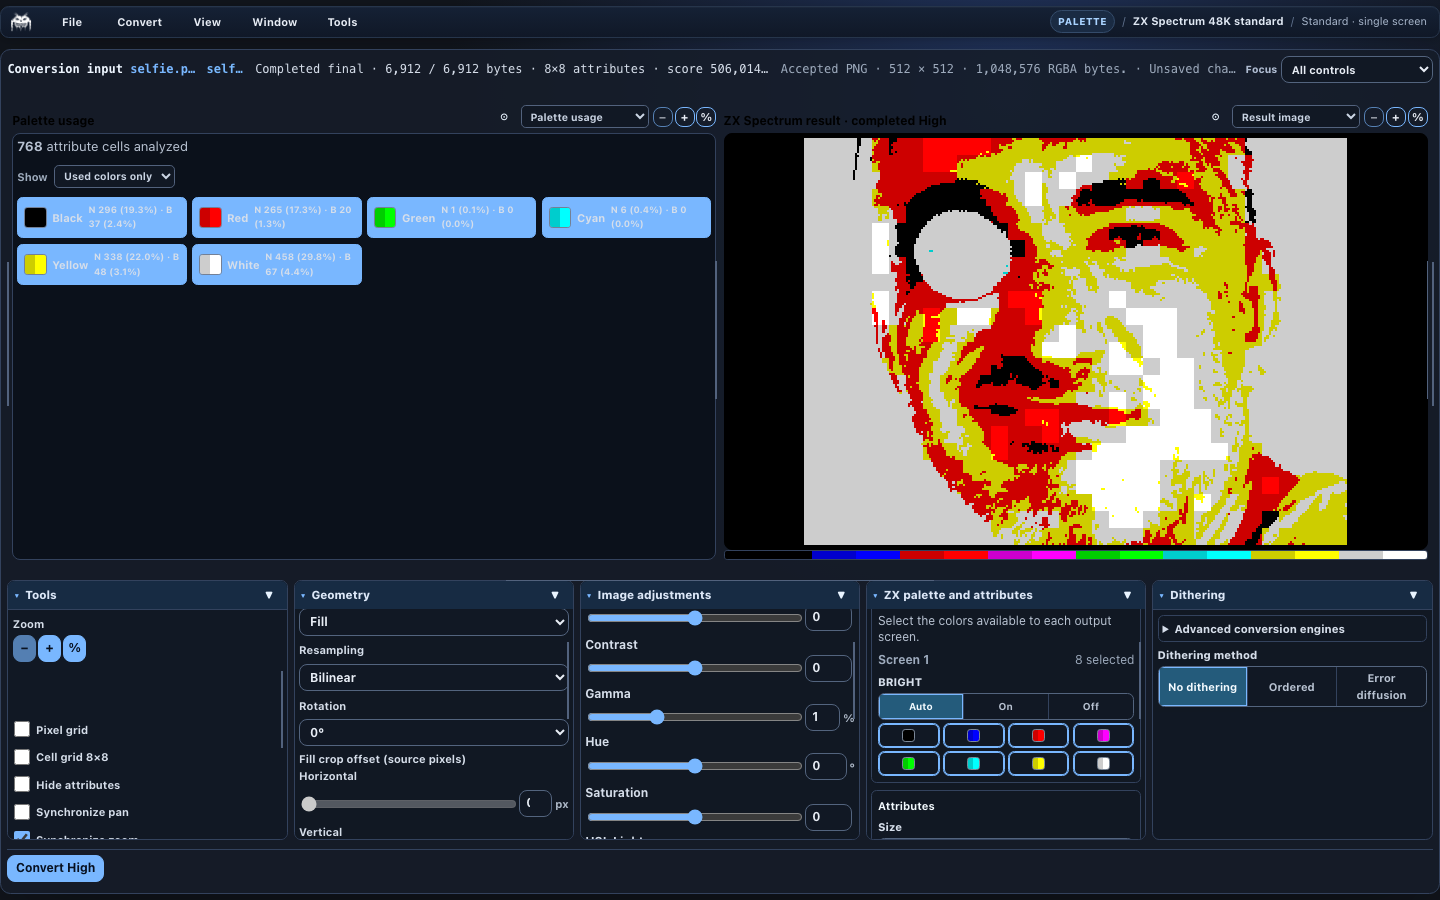 File Convert View Window Tools PALETTE / ZX Spectrum 48K standard / Standard · single screen
Conversion input selfie.p… self… Completed final · 6,912 / 6,912 bytes · 8×8 attributes · score 506,014… Accepted PNG · 512 × 512 · 1,048,576 RGBA bytes. · Unsaved cha… Focus All controls
Palette usage
Palette usage − + %
ZX Spectrum result · completed High
Result image − + %
768 attribute cells analyzed
Show Used colors only
Black N 296 (19.3%) · B 37 (2.4%)
Red N 265 (17.3%) · B 20 (1.3%)
Green N 1 (0.1%) · B 0 (0.0%)
Cyan N 6 (0.4%) · B 0 (0.0%)
Yellow N 338 (22.0%) · B 48 (3.1%)
White N 458 (29.8%) · B 67 (4.4%)
Tools
Zoom
− + %
Pixel grid
Cell grid 8×8
Hide attributes
Synchronize pan
Synchronize zoom
Geometry
Fill
Resampling
Bilinear
Rotation
0°
Fill crop offset (source pixels)
Horizontal
px
Vertical
Image adjustments
0
Contrast
0
Gamma
1 %
Hue
0 °
Saturation
0
ZX palette and attributes
Select the colors available to each output
screen.
Screen 1 8 selected
BRIGHT
Auto On Off
Attributes
Size
Dithering
Advanced conversion engines
Dithering method
No dithering Ordered Error
diffusion
Convert High